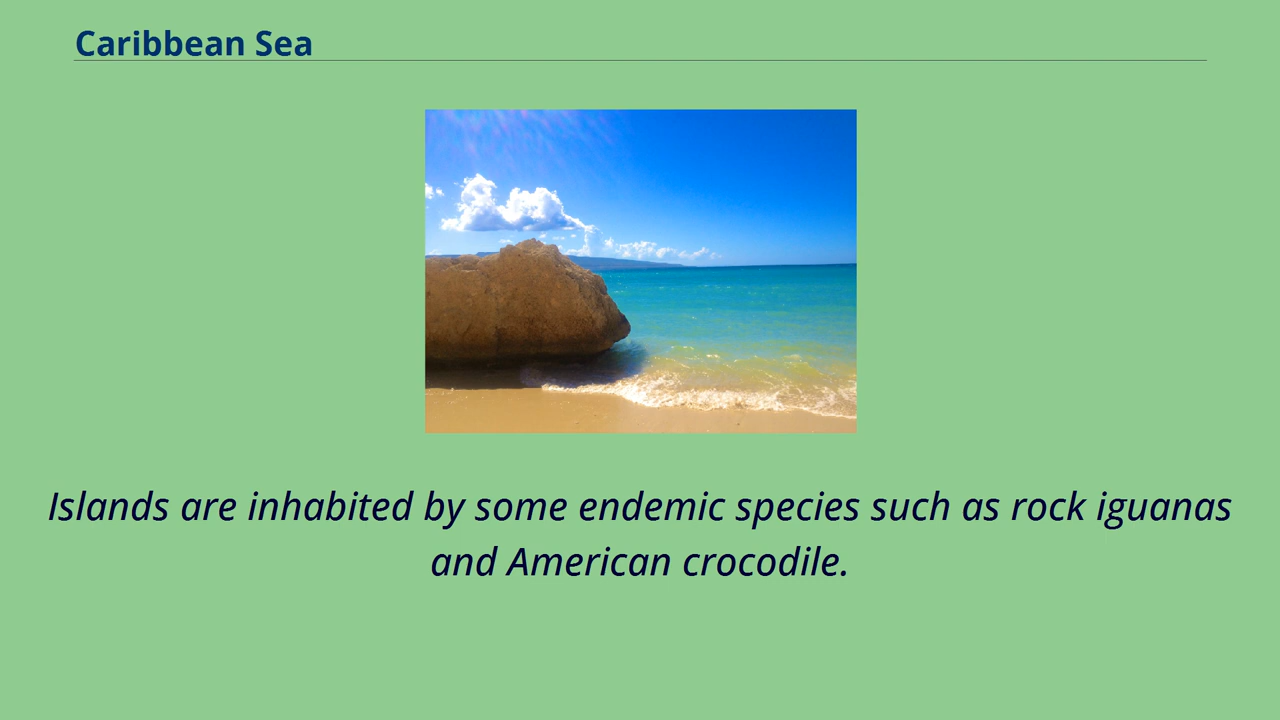 Caribbean Sea
Islands are inhabited by some endemic species such as rock iguanas
and American crocodile.